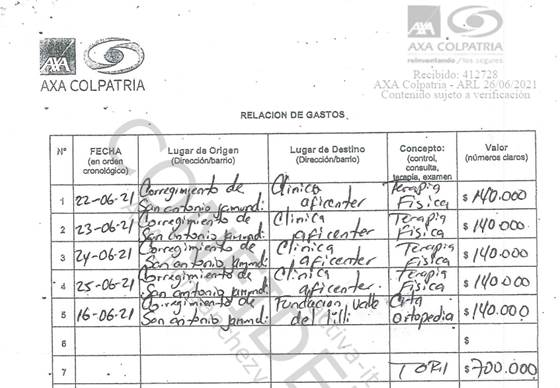 AXA COLPATRIA
AXA COLPATRIA
reinventando / los seguros
Recibido: 412728
AXA Colpatria - ARL 26/06/2021
Contenido sujeto a verificación
RELACION DE GASTOS
Nº FECHA (en orden cronológico) Lugar de Origen (Dirección/barrio) Lugar de Destino (Dirección/barrio) Concepto: (control, consulta, terapia, examen Valor (números claros)
1 22-06-21 Corregimiento de San antonio Jamundi Clinica aficenter Terapia Fisica $140.000
2 23-06-21 Corregimiento de San antonio Jamundi Clinica aficenter Terapia Fisica $140.000
3 24-06-21 Corregimiento de San antonio Jamundi Clinica aficenter Terapia Fisica $140.000
4 25-06-21 Corregimiento de San antonio Jamundi Clinica aficenter Terapia Fisica $140.000
5 16-06-21 Corregimiento de San antonio Jamundi Fundacion valle del lili Cita ortopedia $140.000
6 $
7 TOTAl $700.000